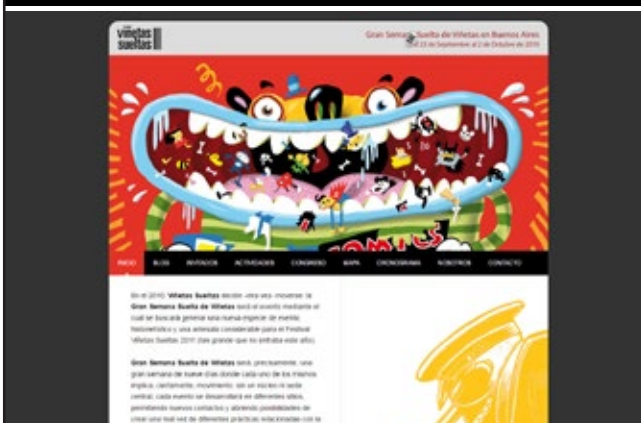 viñetas
sueltas
Gran Semana Suelta de Viñetas en Buenos Aires
del 23 de Septiembre al 2 de Octubre de 2010
COMICS
INICIO BLOG INVITADOS ACTIVIDADES CONGRESO MAPA CRONOGRAMA NOSOTROS CONTACTO
En el 2010, Viñetas Sueltas decide -otra vez- moverse: la
Gran Semana Suelta de Viñetas será el evento mediante el
cual se buscará generar una nueva especie de evento
historietístico y una antesala considerable para el Festival
Viñetas Sueltas 2011 (tan grande que no entraba este año).
Gran Semana Suelta de Viñetas será, precisamente, una
gran semana de nueve días donde cada uno de los mismos
implica, ciertamente, movimiento: sin un núcleo ni sede
central, cada evento se desarrollará en diferentes sitios,
permitiendo nuevos contactos y abriendo posibilidades de
crear una real red de diferentes prácticas relacionadas con la